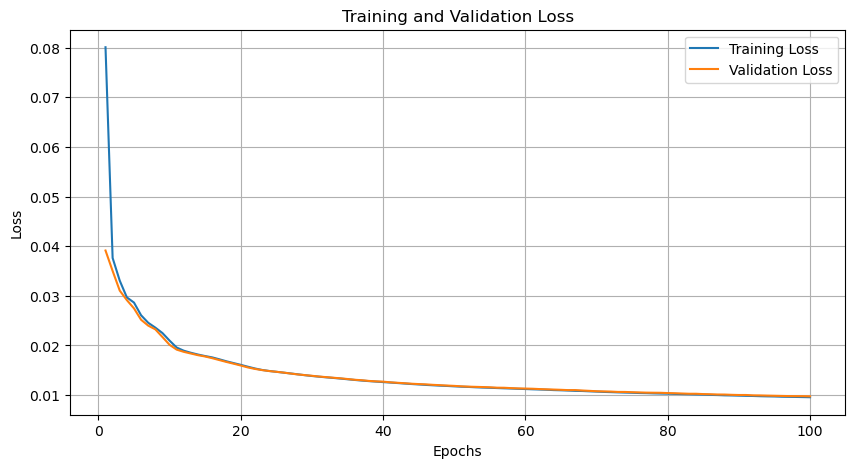 Training and Validation Loss
Training Loss
Validation Loss
Loss
0.08
0.07
0.06
0.05
0.04
0.03
0.02
0.01
0 20 40 60 80 100
Epochs